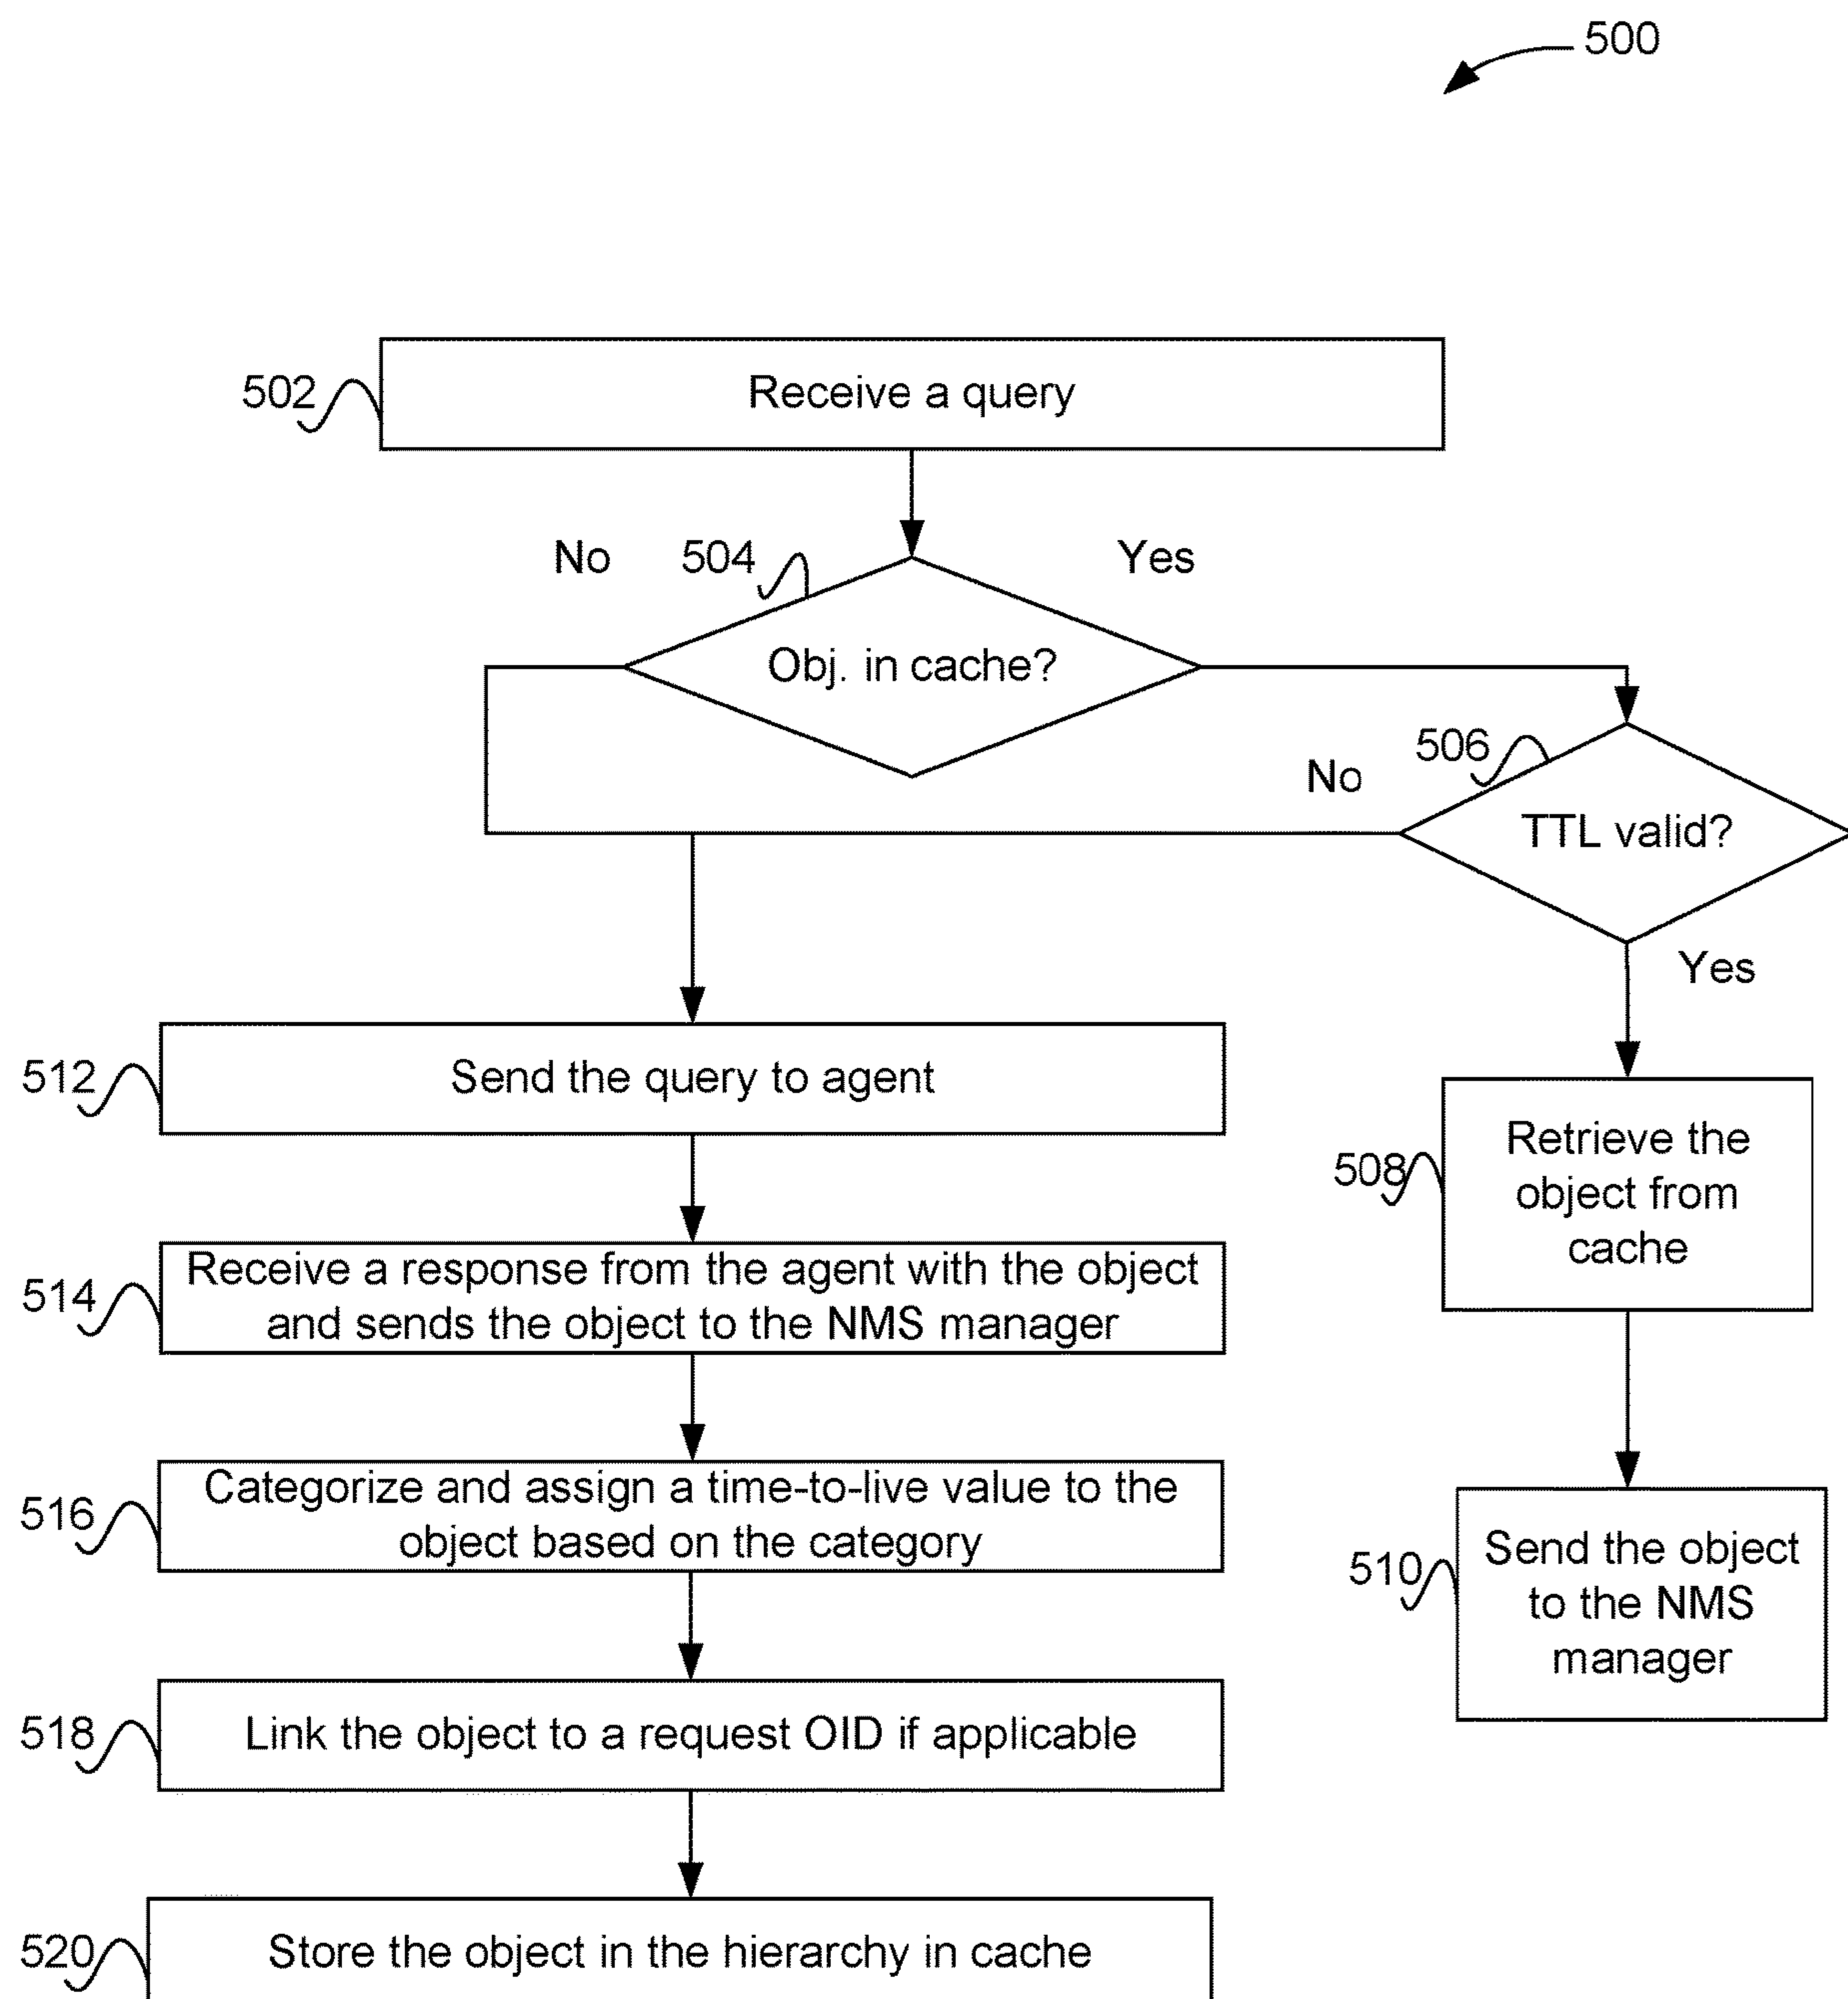 500
502
Receive a query
No
504
Yes
Obj. in cache?
506
No
TTL valid?
Yes
512
Send the query to agent
508
Retrieve the
object from
cache
514
Receive a response from the agent with the object
and sends the object to the NMS manager
516
Categorize and assign a time-to-live value to the
object based on the category
510
Send the object
to the NMS
manager
518
Link the object to a request OID if applicable
520
Store the object in the hierarchy in cache